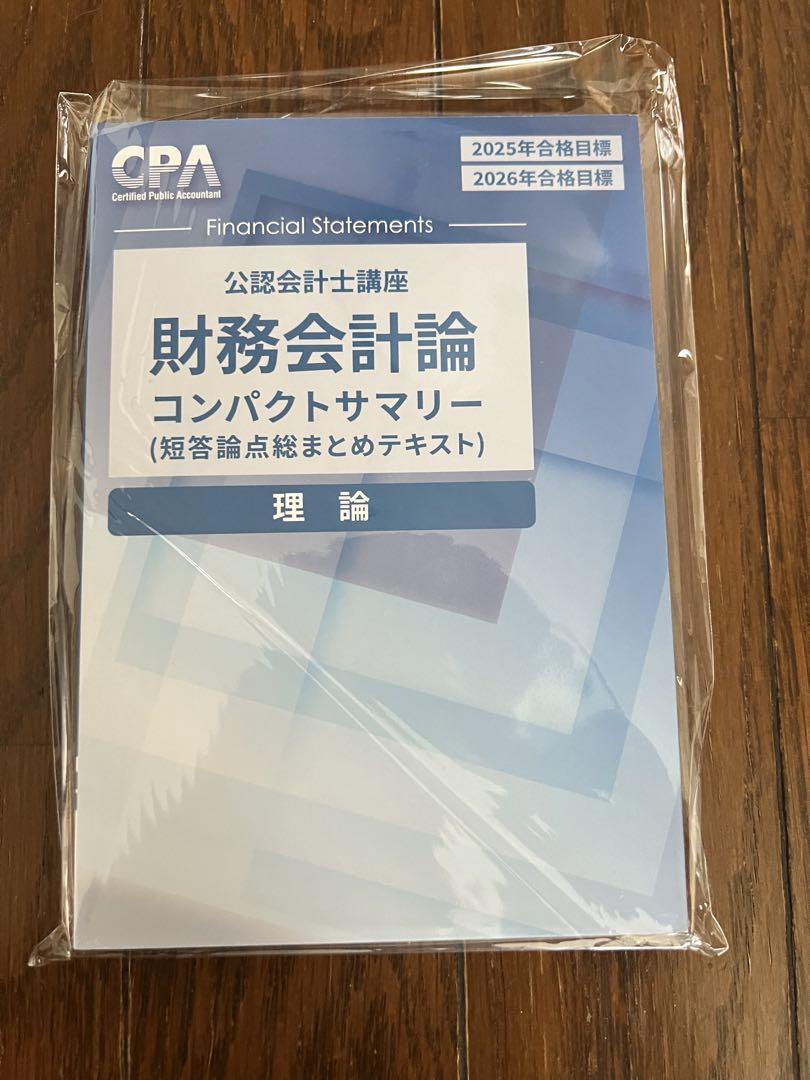 CPA
Certified Public Accountant
2025年合格目標
2026年合格目標
Financial Statements
公認会計士講座
財務会計論
コンパクトサマリー
(短答論点総まとめテキスト)
理論